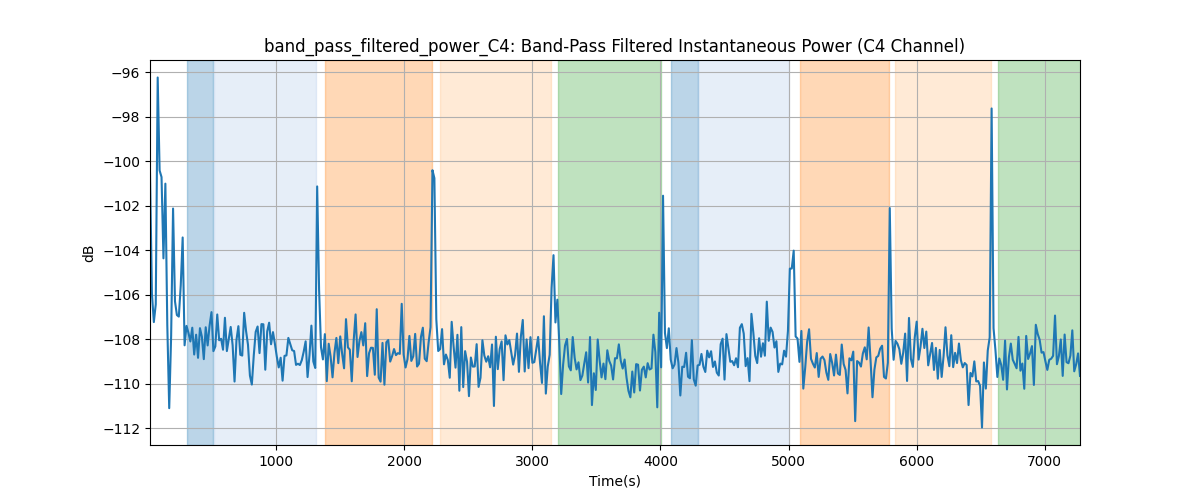 band_pass_filtered_power_C4: Band-Pass Filtered Instantaneous Power (C4 Channel)
−96
−98
−100
−102
−104
−106
−108
−110
−112
dB
1000 2000 3000 4000 5000 6000 7000
Time(s)